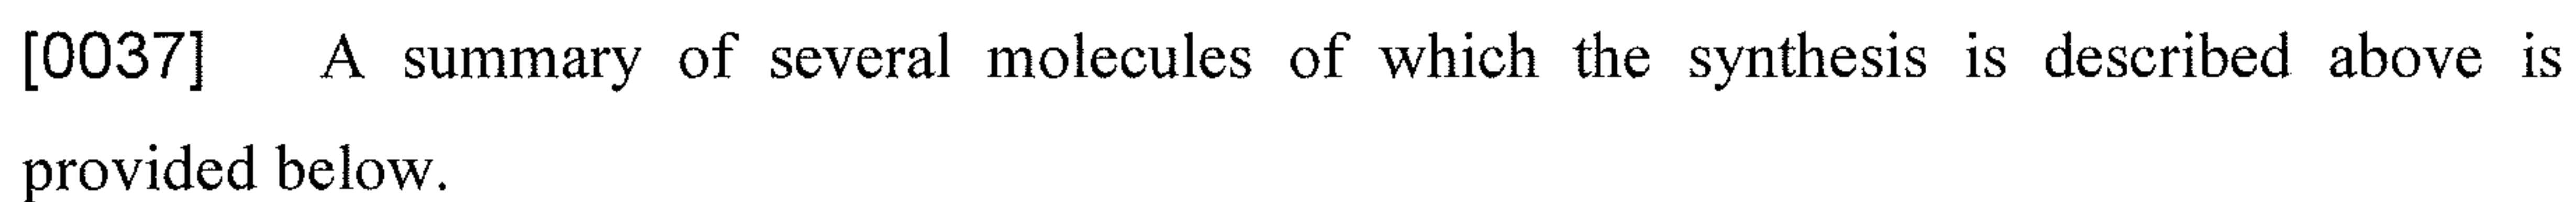 [0037] A summary of several molecules of which the synthesis is described above is
provided below.